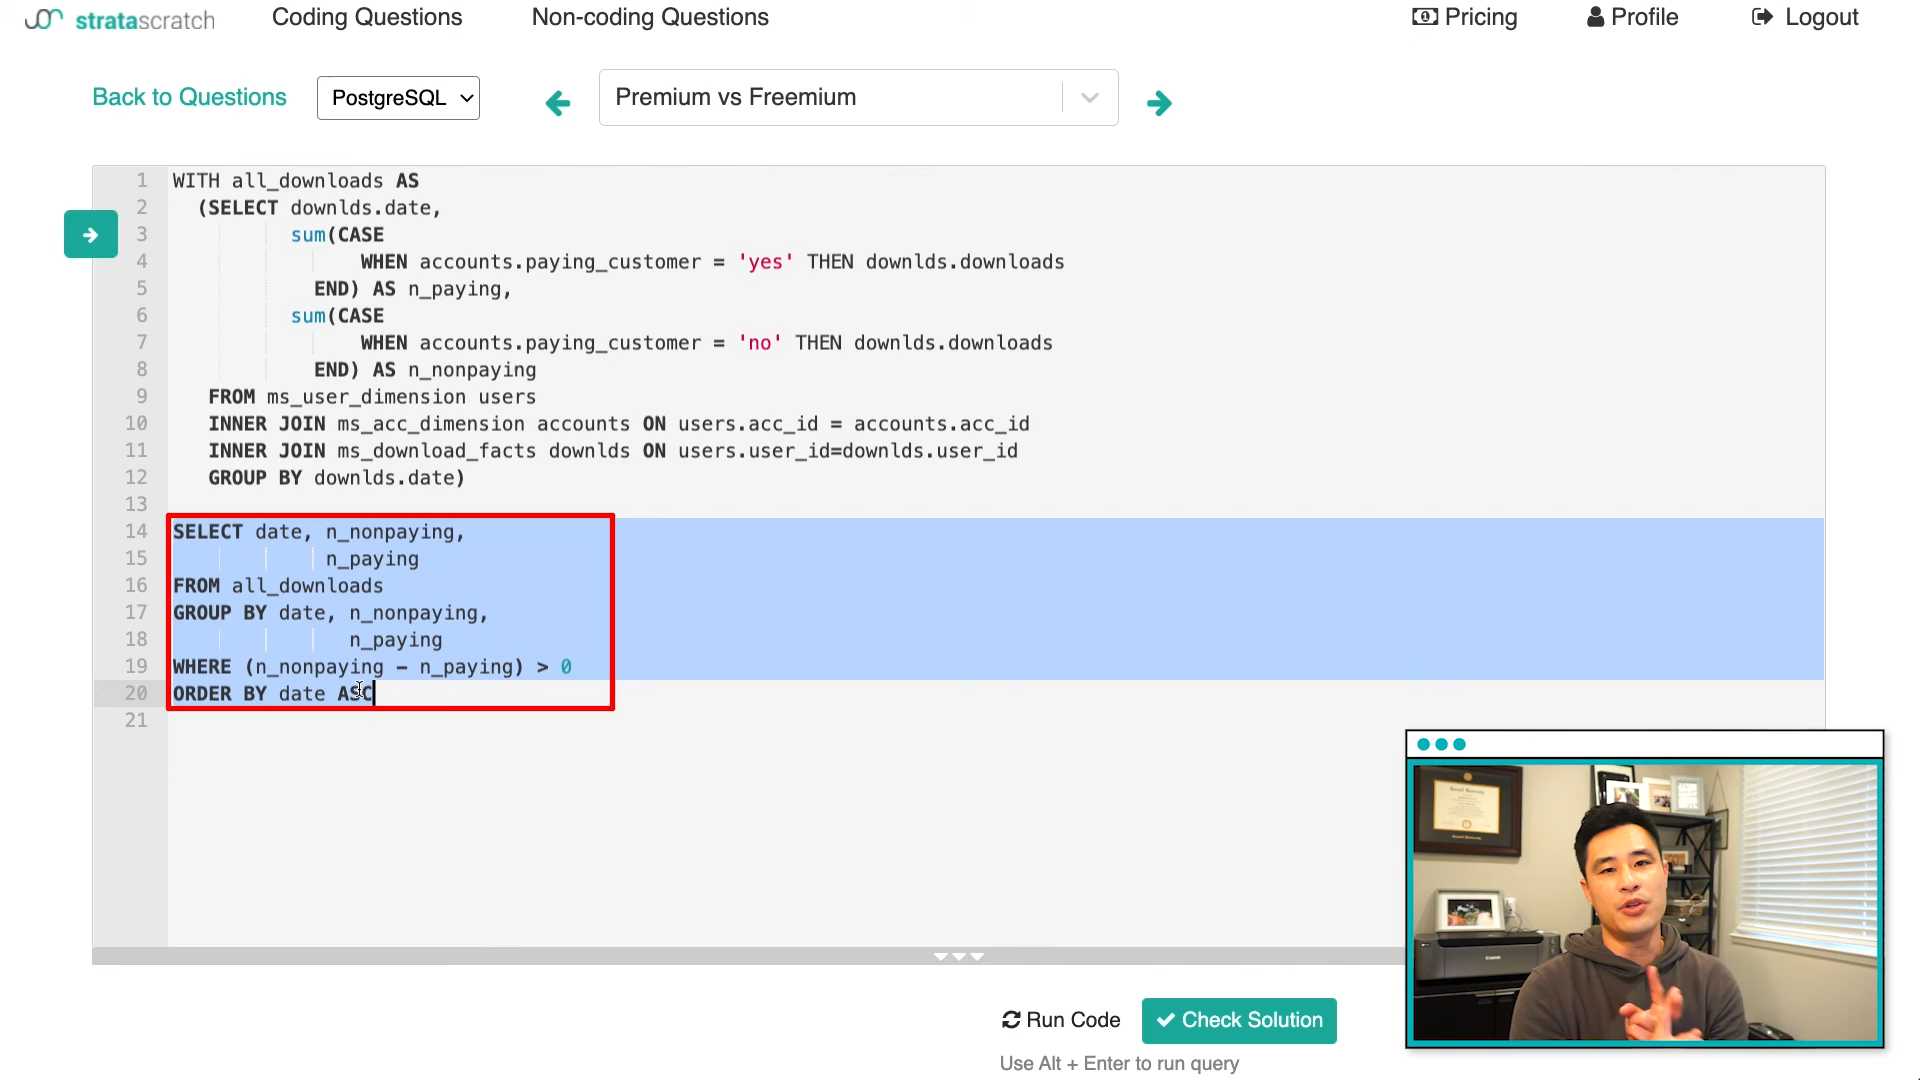 stratascratch
Coding Questions
Non-coding Questions
Pricing
Profile
Logout
Back to Questions
PostgreSQL
Premium vs Freemium
1 WITH all_downloads AS
2 (SELECT downlds.date,
3 sum(CASE
4 WHEN accounts.paying_customer = 'yes' THEN downlds.downloads
5 END) AS n_paying,
6 sum(CASE
7 WHEN accounts.paying_customer = 'no' THEN downlds.downloads
8 END) AS n_nonpaying
9 FROM ms_user_dimension users
10 INNER JOIN ms_acc_dimension accounts ON users.acc_id = accounts.acc_id
11 INNER JOIN ms_download_facts downlds ON users.user_id=downlds.user_id
12 GROUP BY downlds.date)
13
14 SELECT date, n_nonpaying,
15 n_paying
16 FROM all_downloads
17 GROUP BY date, n_nonpaying,
18 n_paying
19 WHERE (n_nonpaying – n_paying) > 0
20 ORDER BY date ASC
21
Run Code
Check Solution
Use Alt + Enter to run query